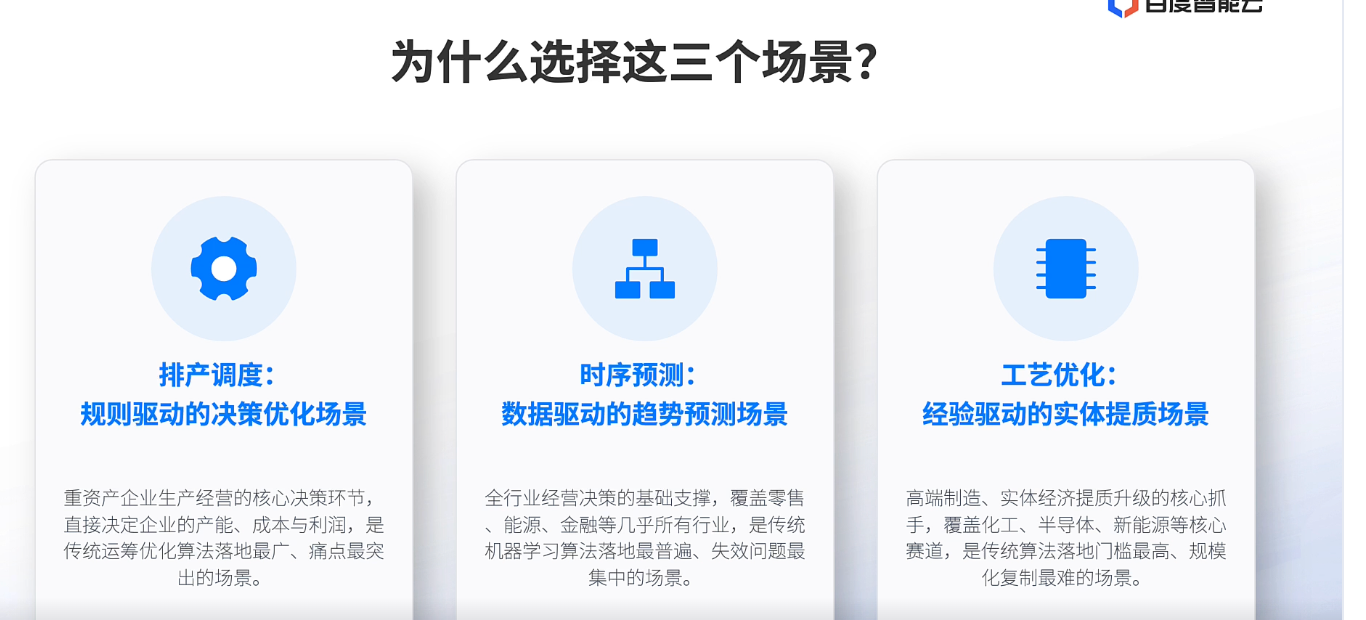 百度智能云
为什么选择这三个场景？
排产调度：
规则驱动的决策优化场景
重资产企业生产经营的核心决策环节，
直接决定企业的产能、成本与利润，是
传统运筹优化算法落地最广、痛点最突
出的场景。
时序预测：
数据驱动的趋势预测场景
全行业经营决策的基础支撑，覆盖零售
、能源、金融等几乎所有行业，是传统
机器学习算法落地最普遍、失效问题最
集中的场景。
工艺优化：
经验驱动的实体提质场景
高端制造、实体经济提质升级的核心抓
手，覆盖化工、半导体、新能源等核心
赛道，是传统算法落地门槛最高、规模
化复制最难的场景。